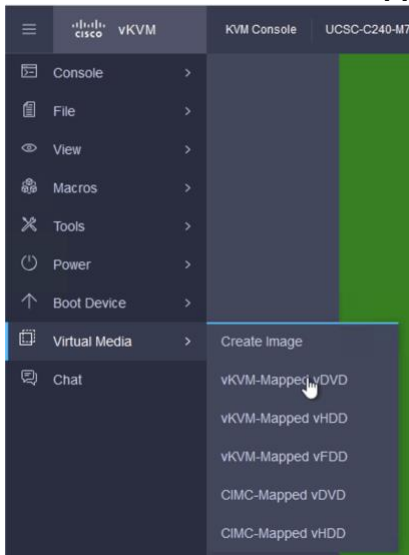 cisco vKVM KVM Console UCSC-C240-M7
Console
File
View
Macros
Tools
Power
Boot Device
Virtual Media
Chat
Create Image
vKVM-Mapped vDVD
vKVM-Mapped vHDD
vKVM-Mapped vFDD
CIMC-Mapped vDVD
CIMC-Mapped vHDD